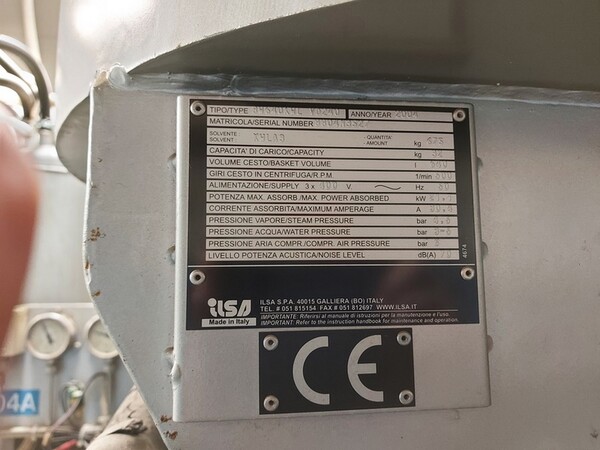 TIPO/TYPE ANNO/YEAR 2004
MATRICOLA/SERIAL NUMBER
SOLVENTE QUANTITA'
SOLVENT AMOUNT kg
CAPACITA' DI CARICO/CAPACITY kg
VOLUME CESTO/BASKET VOLUME l
GIRI CESTO IN CENTRIFUGA/R.P.M. 1/min
ALIMENTAZIONE/SUPPLY 3 x 400 V. Hz
POTENZA MAX. ASSORB./MAX. POWER ABSORBED kW
CORRENTE ASSORBITA/MAXIMUM AMPERAGE A
PRESSIONE VAPORE/STEAM PRESSURE bar
PRESSIONE ACQUA/WATER PRESSURE bar
PRESSIONE ARIA COMPR./COMPR. AIR PRESSURE bar
LIVELLO POTENZA ACUSTICA/NOISE LEVEL dB(A)
4674
ILSA
Made in Italy
ILSA S.P.A. 40015 GALLIERA (BO) ITALY
TEL. # 051 815154 FAX # 051 812697 WWW.ILSA.IT
IMPORTANTE: Riferirsi al manuale di istruzioni per la manutenzione e l'uso.
IMPORTANT: Refer to the instruction handbook for maintenance and operation.
CE
04A